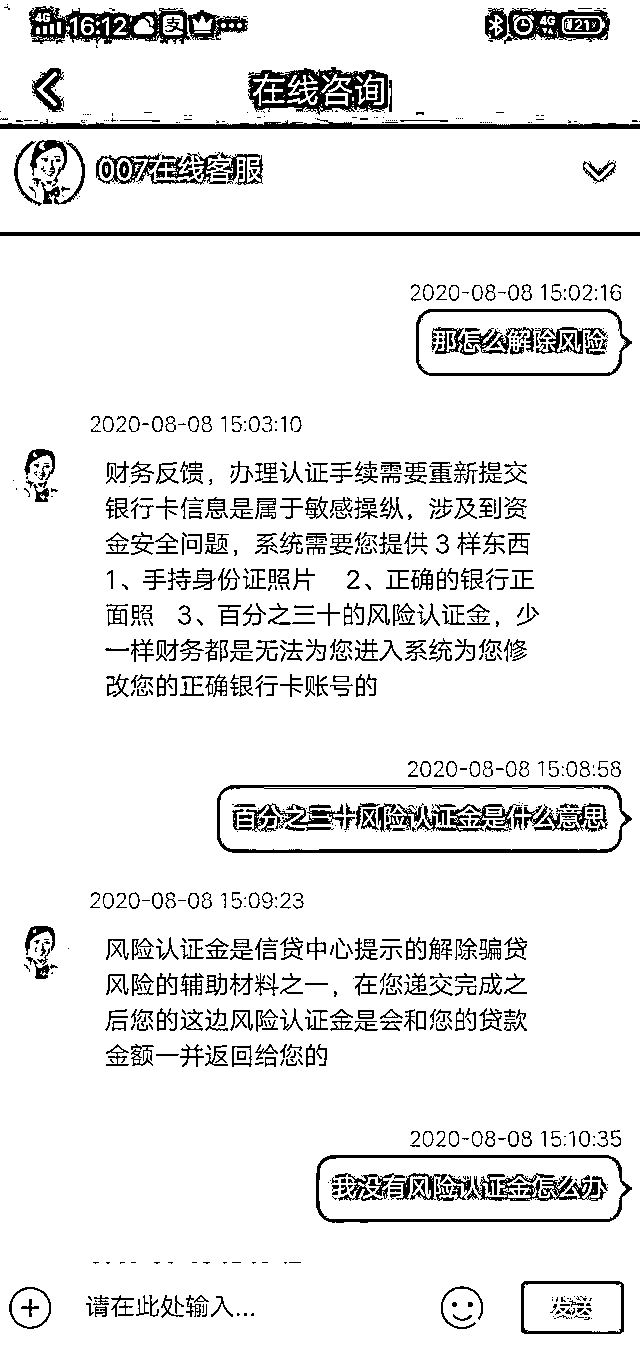 4G 16:12 支 4G 21
在线咨询
007在线客服
2020-08-08 15:02:16
那怎么解除风险
2020-08-08 15:03:10
财务反馈，办理认证手续需要重新提交
银行卡信息是属于敏感操纵，涉及到资
金安全问题，系统需要您提供 3 样东西
1、手持身份证照片 2、正确的银行正
面照 3、百分之三十的风险认证金，少
一样财务都是无法为您进入系统为您修
改您的正确银行卡账号的
2020-08-08 15:08:58
百分之三十风险认证金是什么意思
2020-08-08 15:09:23
风险认证金是信贷中心提示的解除骗贷
风险的辅助材料之一，在您递交完成之
后您的这边风险认证金是会和您的贷款
金额一并返回给您的
2020-08-08 15:10:35
我没有风险认证金怎么办
请在此处输入...
发送